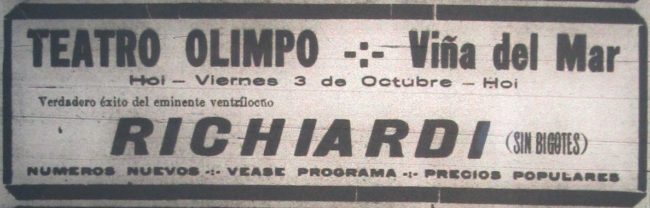 TEATRO OLIMPO -:- Viña del Mar
Hoi - Viernes 3 de Octubre - Hoi
Verdadero éxito del eminente ventrílocuo
RICHIARDI (SIN BIGOTES)
NUMEROS NUEVOS -:- VEASE PROGRAMA -:- PRECIOS POPULARES